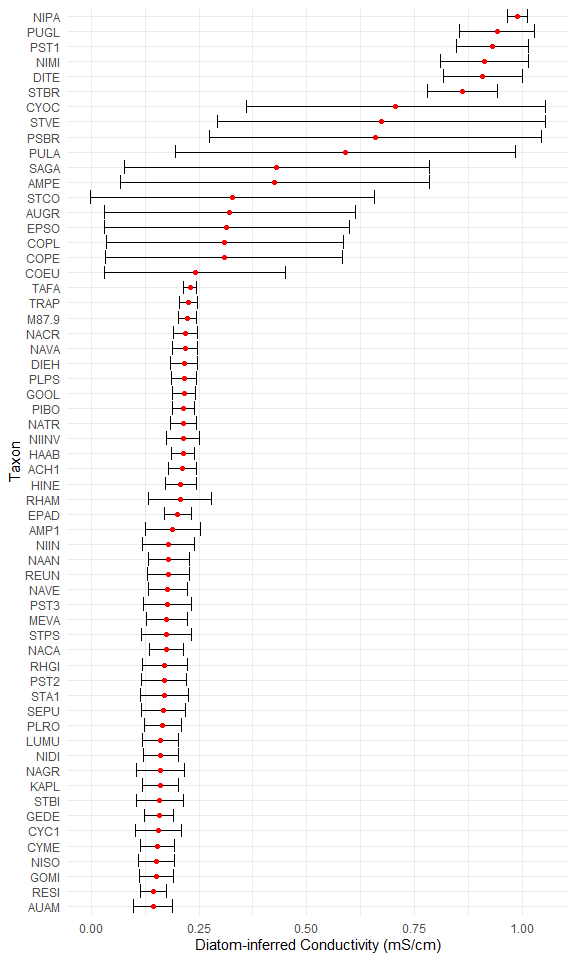 NIPA
PUGL
PST1
NIMI
DITE
STBR
CYOC
STVE
PSBR
PULA
SAGA
AMPE
STCO
AUGR
EPSO
COPL
COPE
COEU
TAFA
TRAP
M87.9
NACR
NAVA
DIEH
PLPS
GOOL
PIBO
NATR
NIINV
HAAB
ACH1
HINE
RHAM
EPAD
AMP1
NIIN
NAAN
REUN
NAVE
PST3
MEVA
STPS
NACA
RHGI
PST2
STA1
SEPU
PLRO
LUMU
NIDI
NAGR
KAPL
STBI
GEDE
CYC1
CYME
NISO
GOMI
RESI
AUAM
Taxon
0.00 0.25 0.50 0.75 1.00
Diatom-inferred Conductivity (mS/cm)